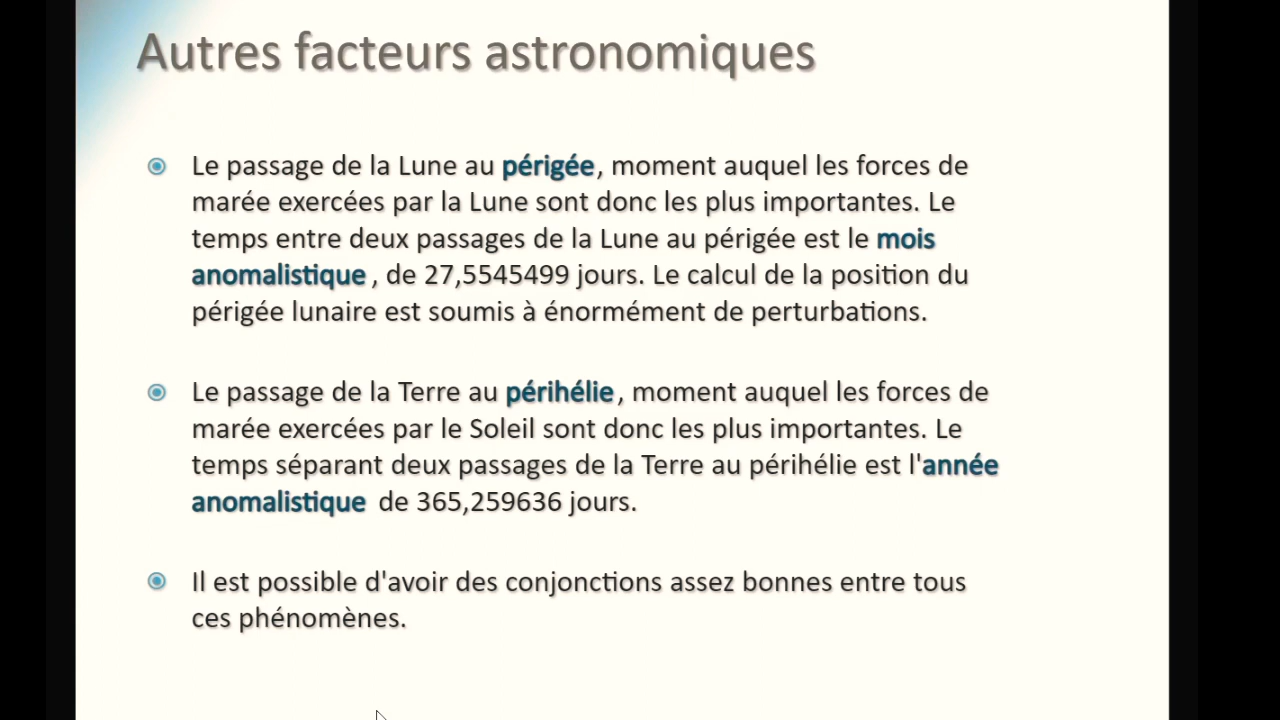 Autres facteurs astronomiques
Le passage de la Lune au périgée, moment auquel les forces de
marée exercées par la Lune sont donc les plus importantes. Le
temps entre deux passages de la Lune au périgée est le mois
anomalistique , de 27,5545499 jours. Le calcul de la position du
périgée lunaire est soumis à énormément de perturbations.
Le passage de la Terre au périhélie , moment auquel les forces de
marée exercées par le Soleil sont donc les plus importantes. Le
temps séparant deux passages de la Terre au périhélie est l'année
anomalistique de 365,259636 jours.
Il est possible d'avoir des conjonctions assez bonnes entre tous
ces phénomènes.